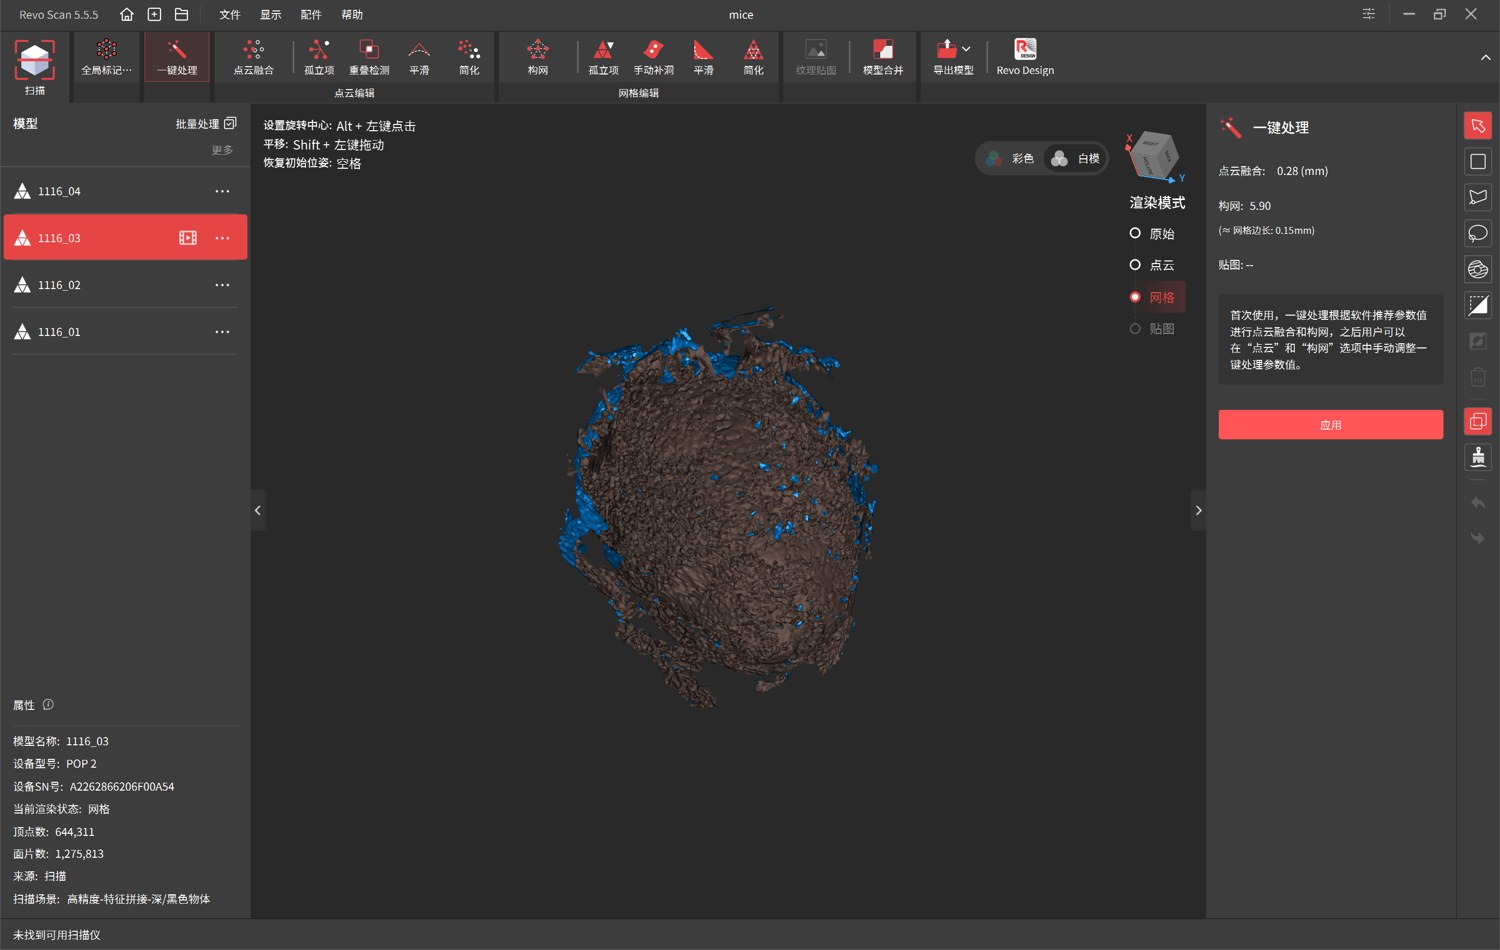 Revo Scan 5.5.5
文件
显示
配件
帮助
mice
扫描
全局标记···
一键处理
点云融合
孤立项
重叠检测
平滑
简化
点云编辑
构网
孤立项
手动补洞
平滑
简化
网格编辑
纹理贴图
模型合并
导出模型
Revo Design
模型
批量处理
更多
1116_04
1116_03
1116_02
1116_01
属性
模型名称: 1116_03
设备型号: POP 2
设备SN号: A2262866206F00A54
当前渲染状态: 网格
顶点数: 644,311
面片数: 1,275,813
来源: 扫描
扫描场景: 高精度-特征拼接-深/黑色物体
未找到可用扫描仪
设置旋转中心: Alt + 左键点击
平移: Shift + 左键拖动
恢复初始位姿: 空格
彩色
白模
X
RIGHT
Y
渲染模式
原始
点云
网格
贴图
一键处理
点云融合: 0.28 (mm)
构网: 5.90
(≈ 网格边长: 0.15mm)
贴图: --
首次使用，一键处理根据软件推荐参数值
进行点云融合和构网，之后用户可以
在“点云”和“构网”选项中手动调整一
键处理参数值。
应用